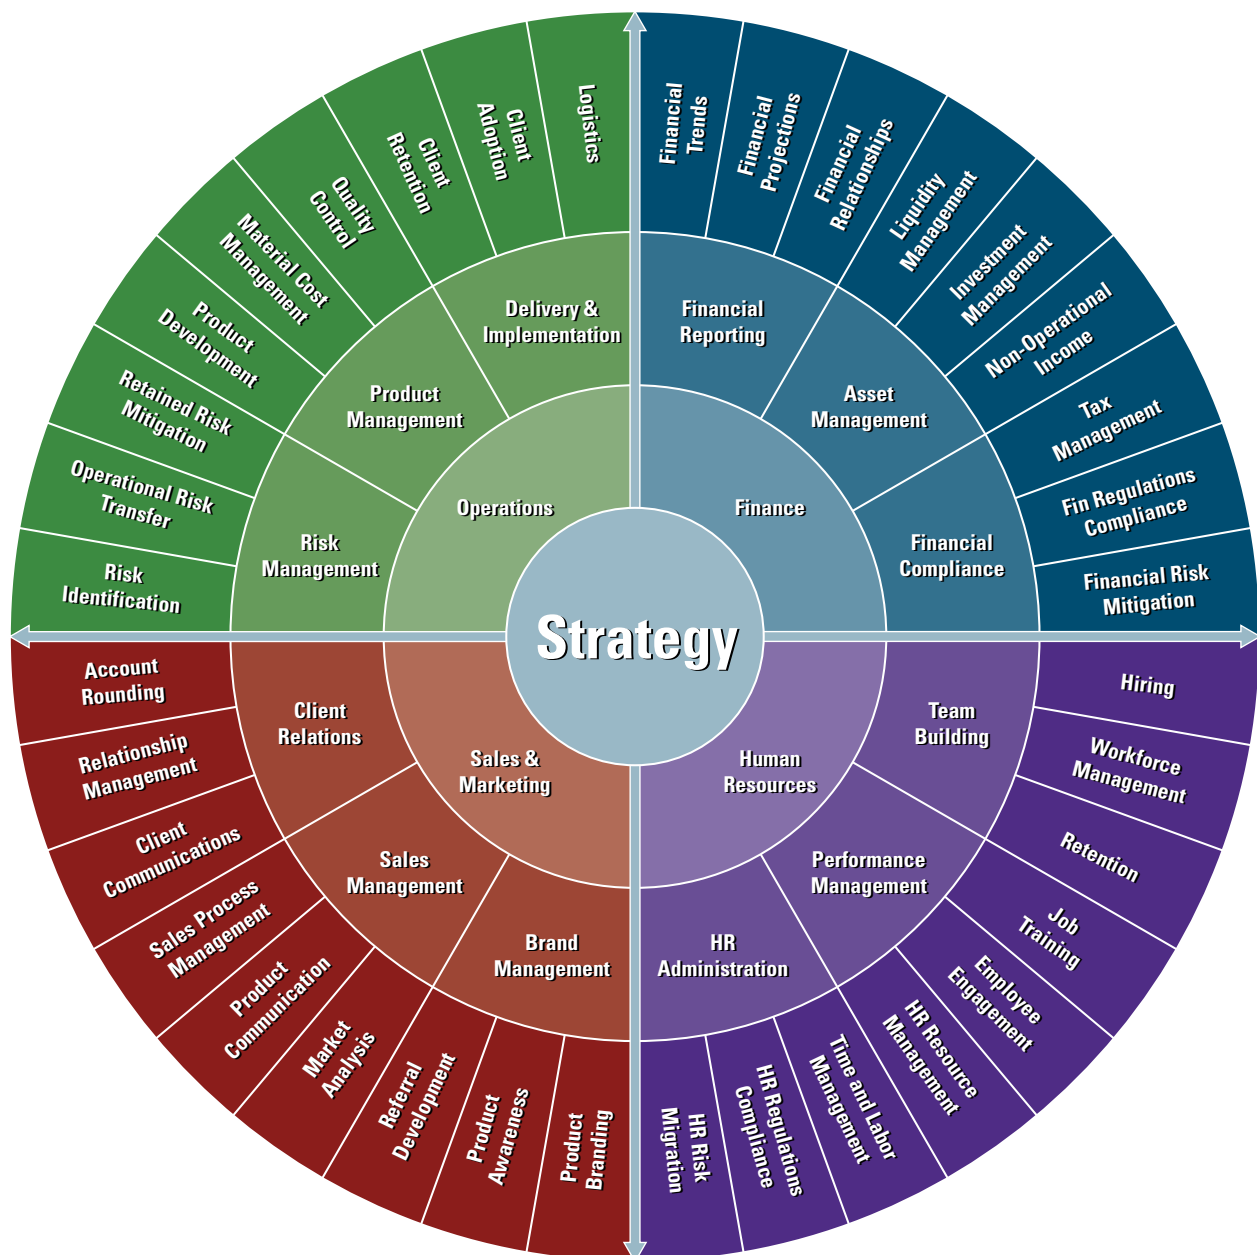 Strategy
Operations
Finance
Sales &
Marketing
Human
Resources
Delivery &
Implementation
Product
Management
Risk
Management
Financial
Reporting
Asset
Management
Financial
Compliance
Client
Relations
Sales
Management
Brand
Management
Team
Building
Performance
Management
HR
Administration
Logistics
Client
Adoption
Client
Retention
Quality
Control
Material Cost
Management
Product
Development
Retained Risk
Mitigation
Operational Risk
Transfer
Risk
Identification
Financial
Trends
Financial
Projections
Financial
Relationships
Liquidity
Management
Investment
Management
Non-Operational
Income
Tax
Management
Fin Regulations
Compliance
Financial Risk
Mitigation
Hiring
Workforce
Management
Retention
Job
Training
Employee
Engagement
HR Resource
Management
Time and Labor
Management
HR Regulations
Compliance
HR Risk
Migration
Account
Rounding
Relationship
Management
Client
Communications
Sales Process
Management
Product
Communication
Market
Analysis
Referral
Development
Product
Awareness
Product
Branding